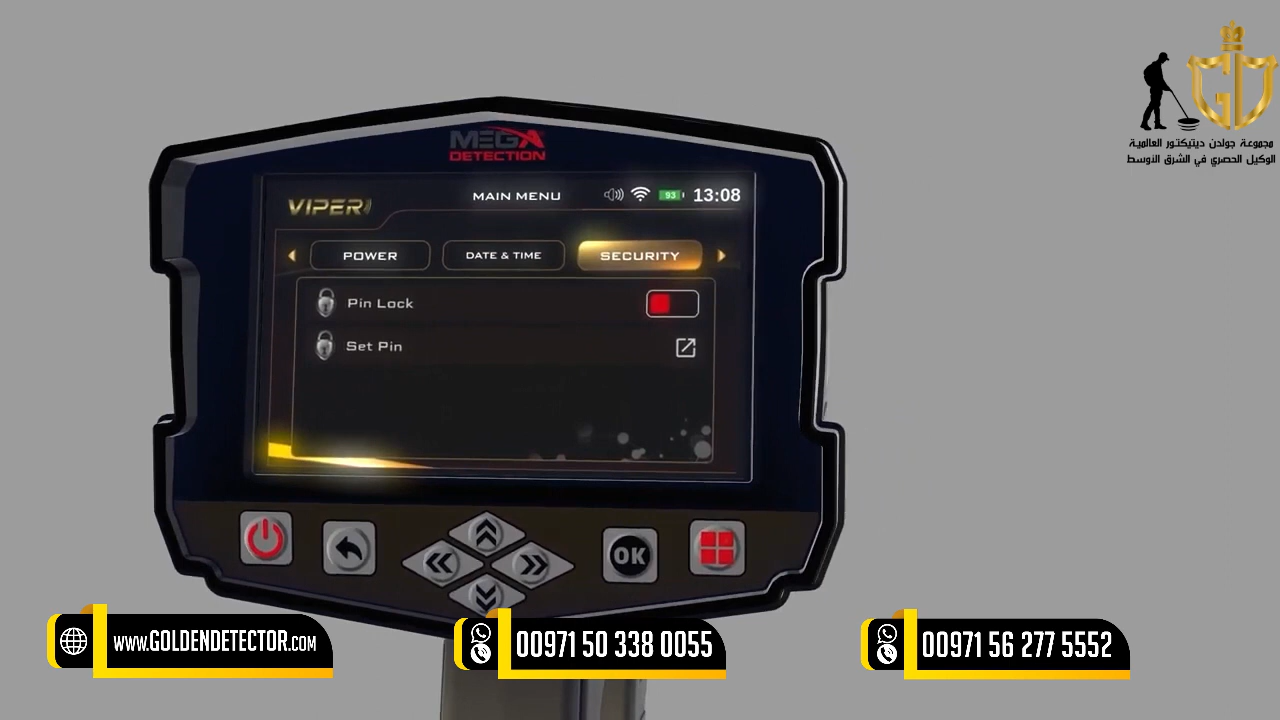 مجموعة جولدن ديتيكتور العالمية
الوكيل الحصري في الشرق الأوسط
MEGA
DETECTION
VIPER
MAIN MENU
93
13:08
POWER
DATE & TIME
SECURITY
Pin Lock
Set Pin
OK
www.GOLDENDETECTOR.com
00971 50 338 0055
00971 56 277 5552